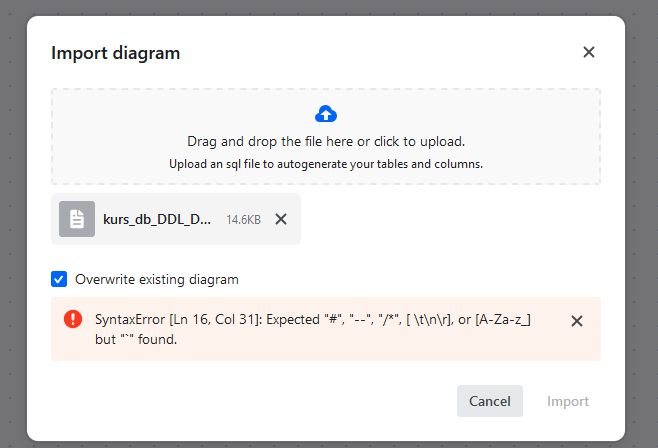 Import diagram
Drag and drop the file here or click to upload.
Upload an sql file to autogenerate your tables and columns.
kurs_db_DDL_D... 14.6KB
Overwrite existing diagram
SyntaxError [Ln 16, Col 31]: Expected "#", "--", "/*", [ \t\n\r], or [A-Za-z_]
but "`" found.
Cancel Import